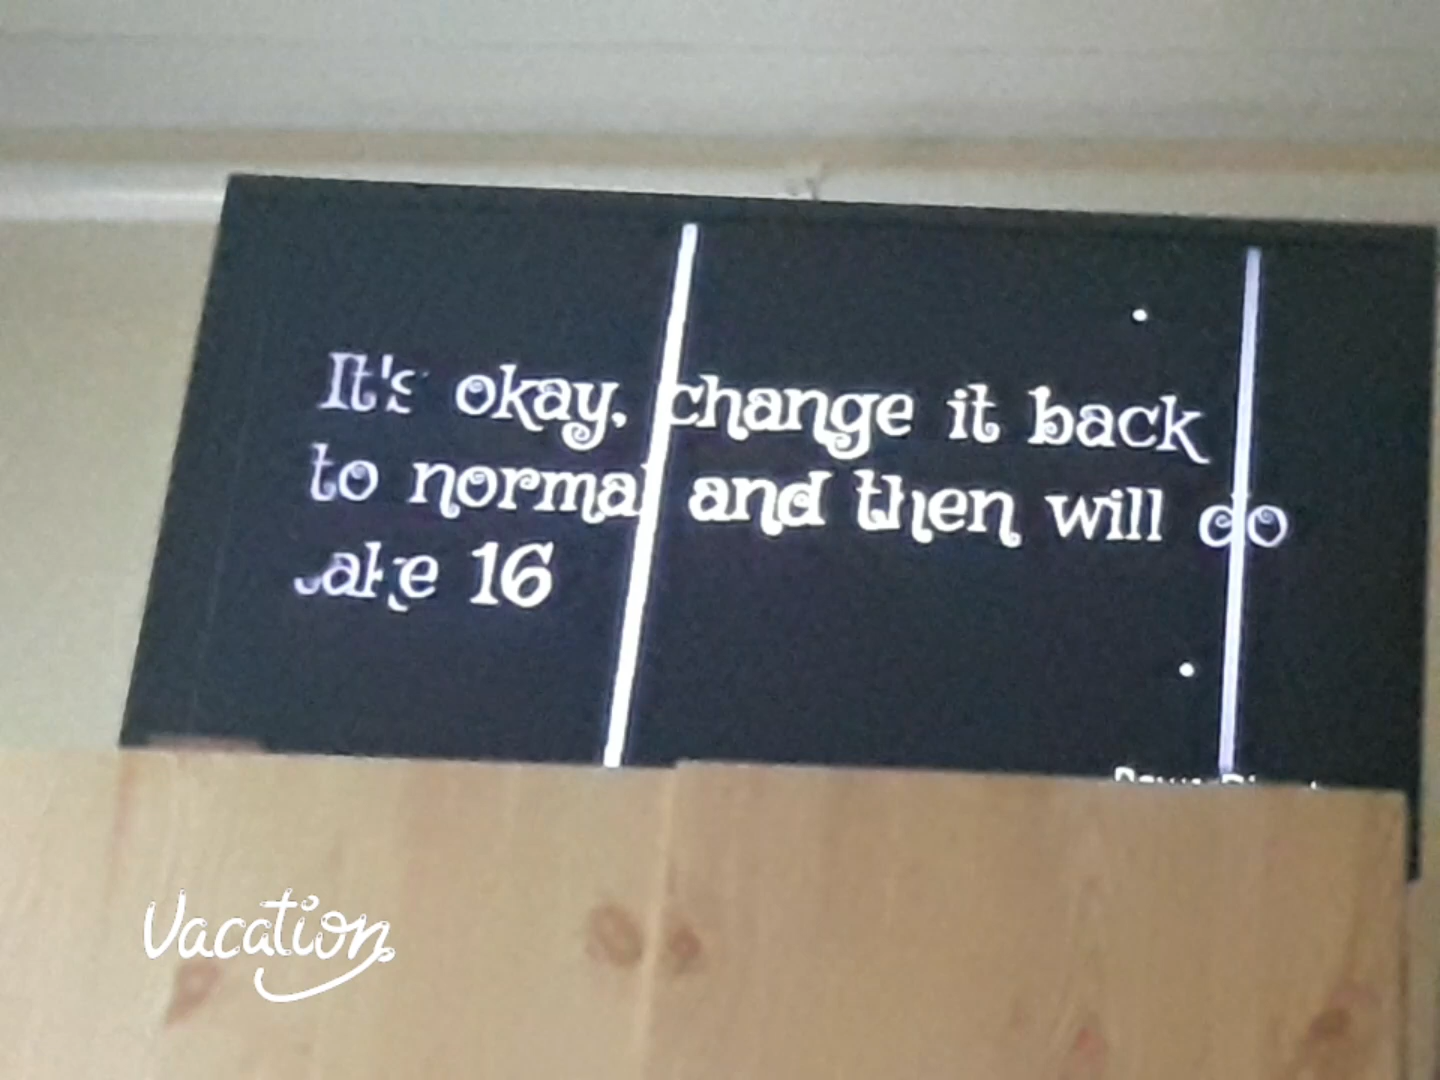 It's okay, change it back
to normal and then will do
16
Vacation